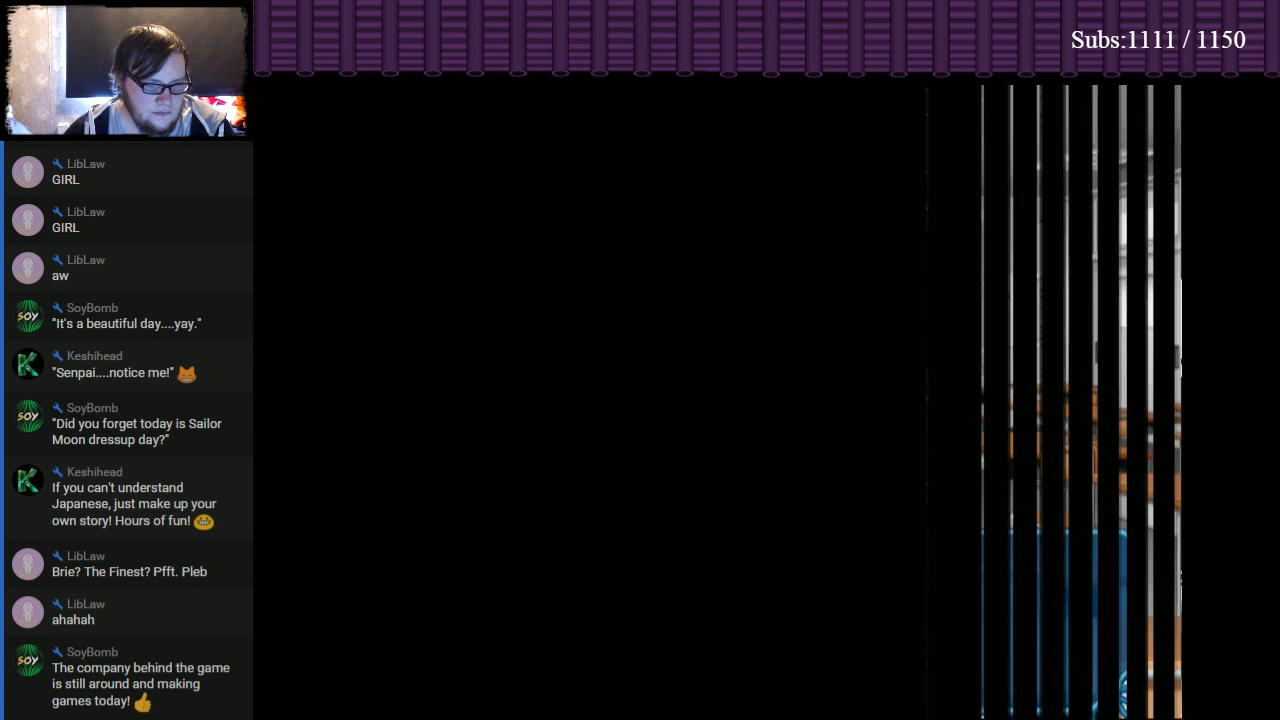 Subs:1111 / 1150
LibLaw
GIRL
LibLaw
GIRL
LibLaw
aw
SOY
SoyBomb
"It's a beautiful day....yay."
K
Keshihead
"Senpai....notice me!"
SOY
SoyBomb
"Did you forget today is Sailor
Moon dressup day?"
K
Keshihead
If you can't understand
Japanese, just make up your
own story! Hours of fun!
LibLaw
Brie? The Finest? Pfft. Pleb
LibLaw
ahahah
SOY
SoyBomb
The company behind the game
is still around and making
games today!